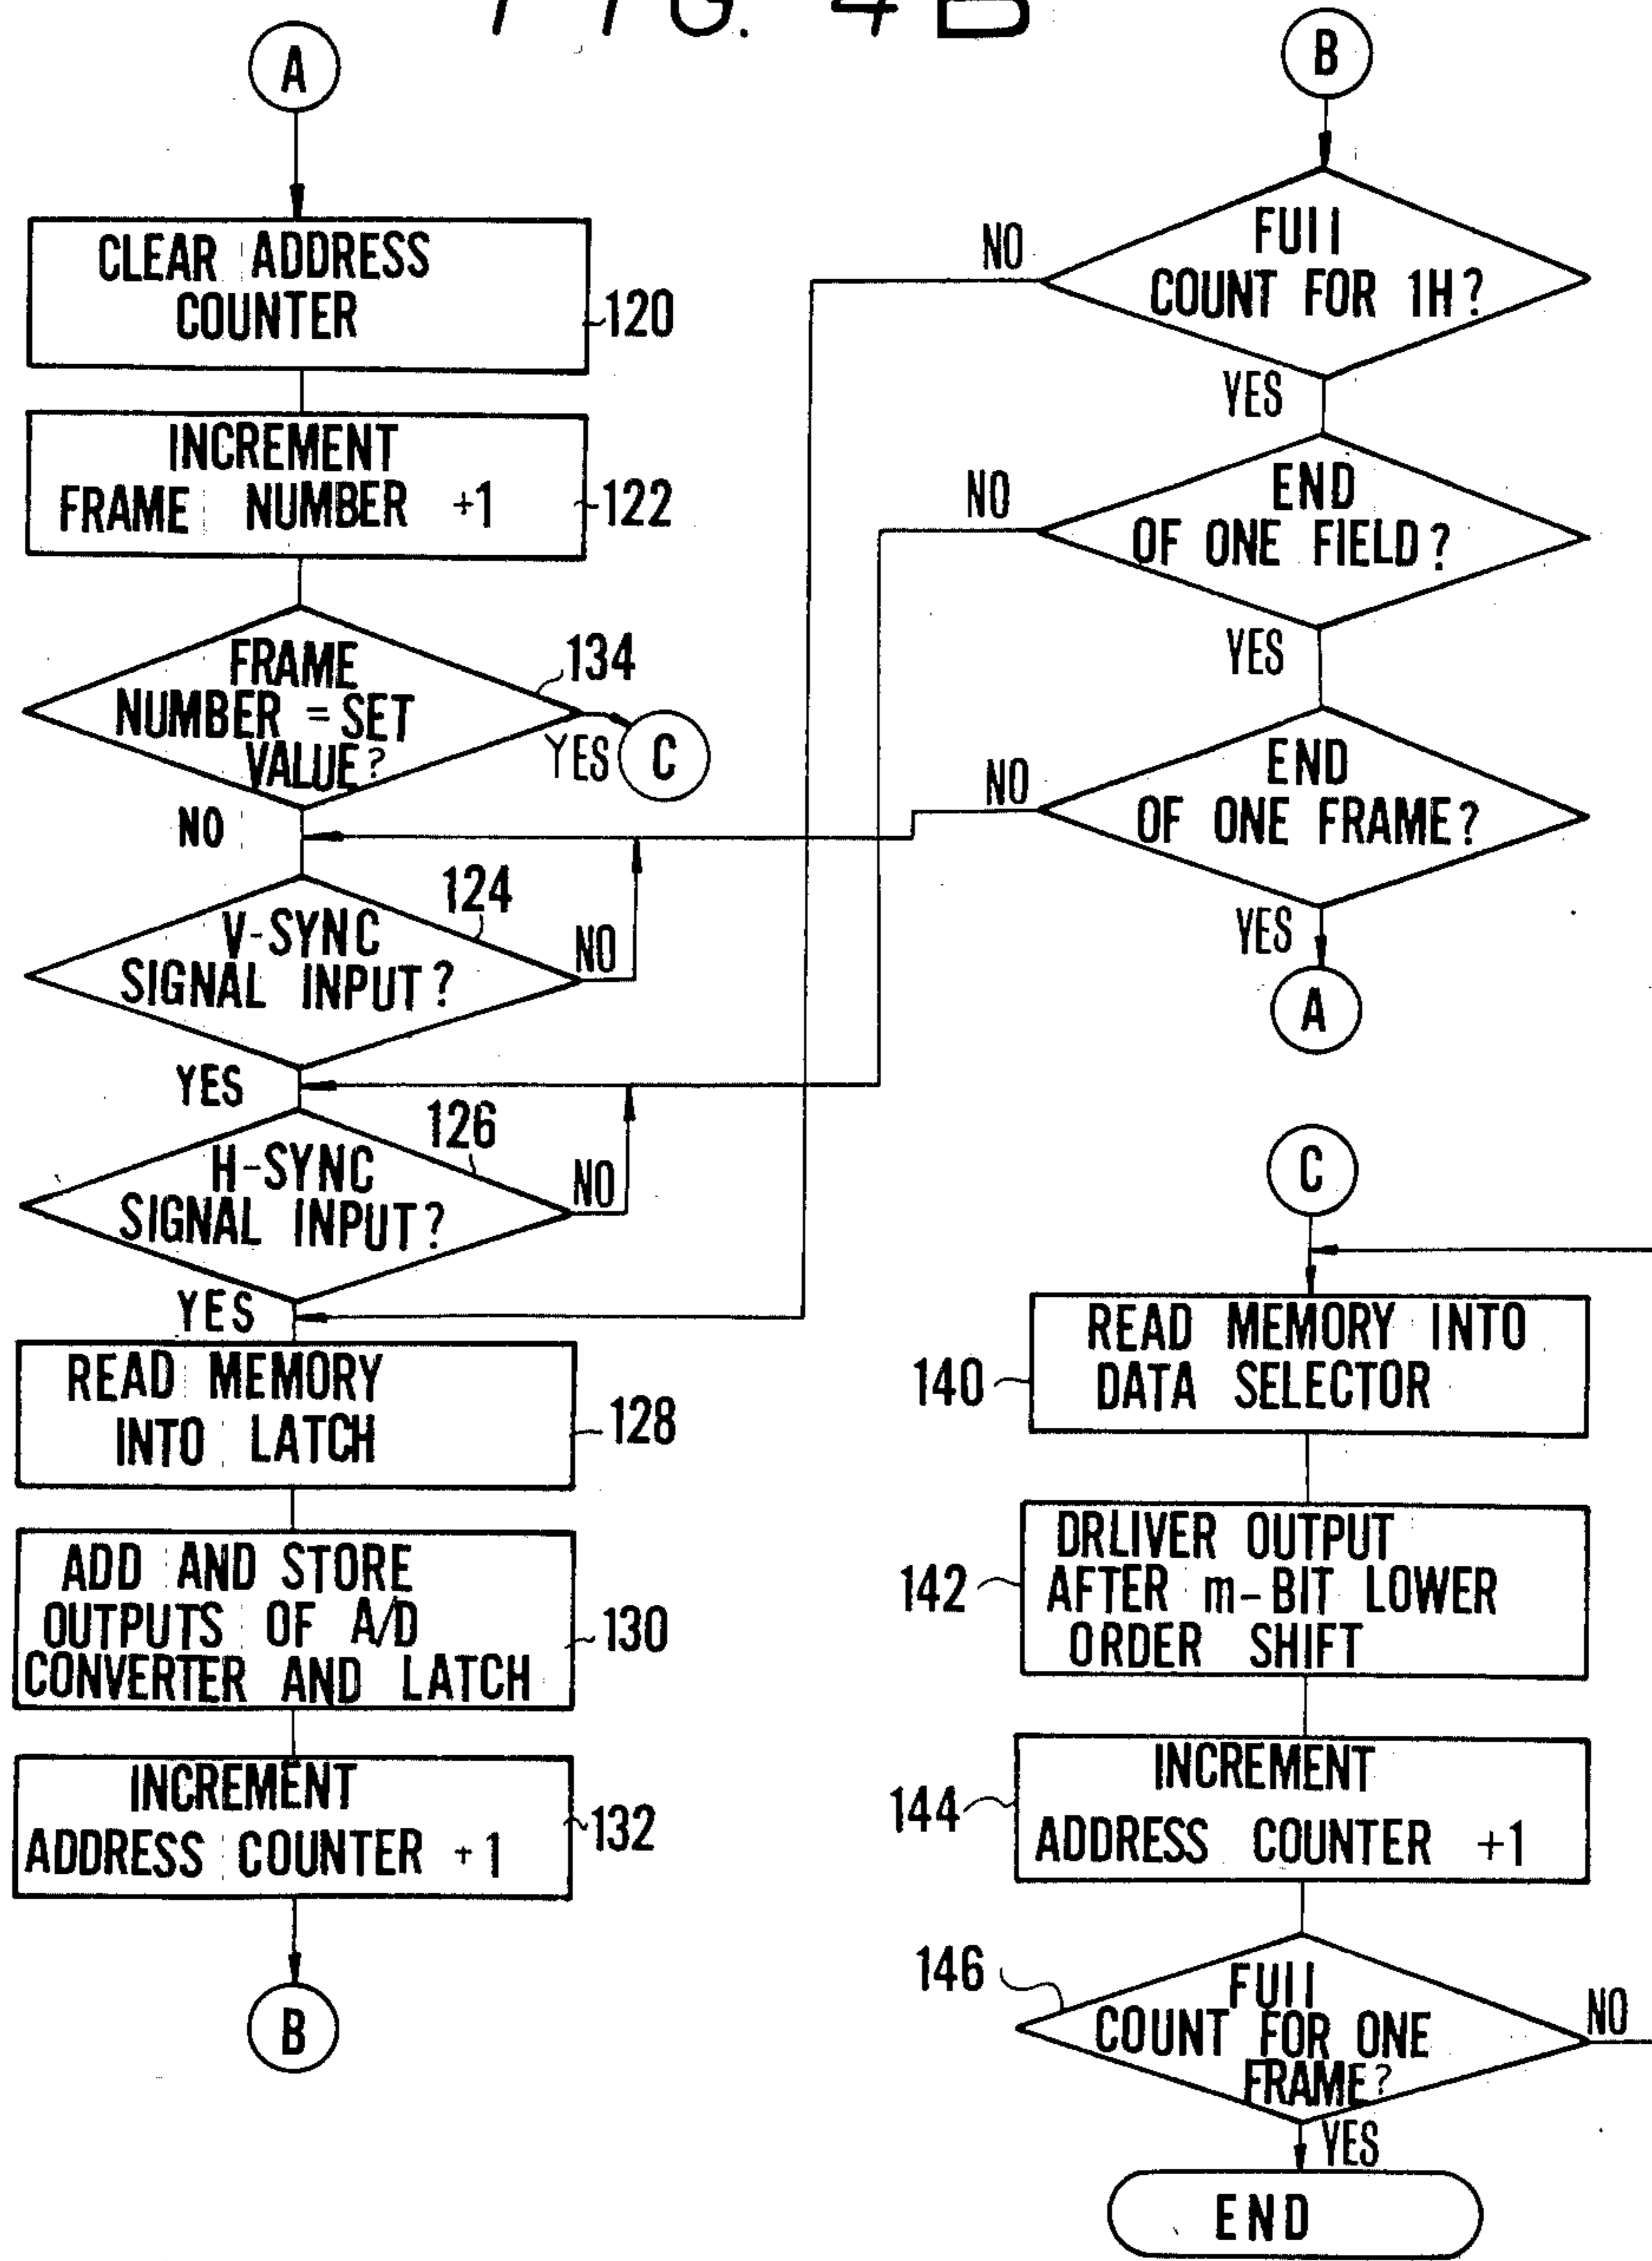 FIG. 4B
A
CLEAR ADDRESS
COUNTER
120
INCREMENT
FRAME NUMBER +1
122
FRAME
NUMBER = SET
VALUE?
134
YES
C
NO
V-SYNC
SIGNAL INPUT?
124
NO
YES
H-SYNC
SIGNAL INPUT?
126
NO
YES
READ MEMORY
INTO LATCH
128
ADD AND STORE
OUTPUTS OF A/D
CONVERTER AND LATCH
130
INCREMENT
ADDRESS COUNTER +1
132
B
B
FUll
COUNT FOR 1H?
NO
YES
END
OF ONE FIELD?
NO
YES
END
OF ONE FRAME?
NO
YES
A
C
READ MEMORY INTO
DATA SELECTOR
140
DRLIVER OUTPUT
AFTER m-BIT LOWER
ORDER SHIFT
142
INCREMENT
ADDRESS COUNTER +1
144
FUll
COUNT FOR ONE
FRAME?
146
NO
YES
END